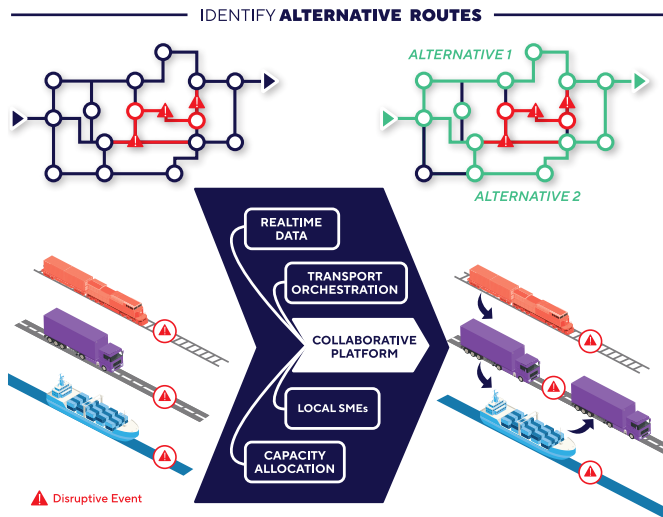 IDENTIFY ALTERNATIVE ROUTES
ALTERNATIVE 1
ALTERNATIVE 2
REALTIME
DATA
TRANSPORT
ORCHESTRATION
COLLABORATIVE
PLATFORM
LOCAL SMEs
CAPACITY
ALLOCATION
Disruptive Event